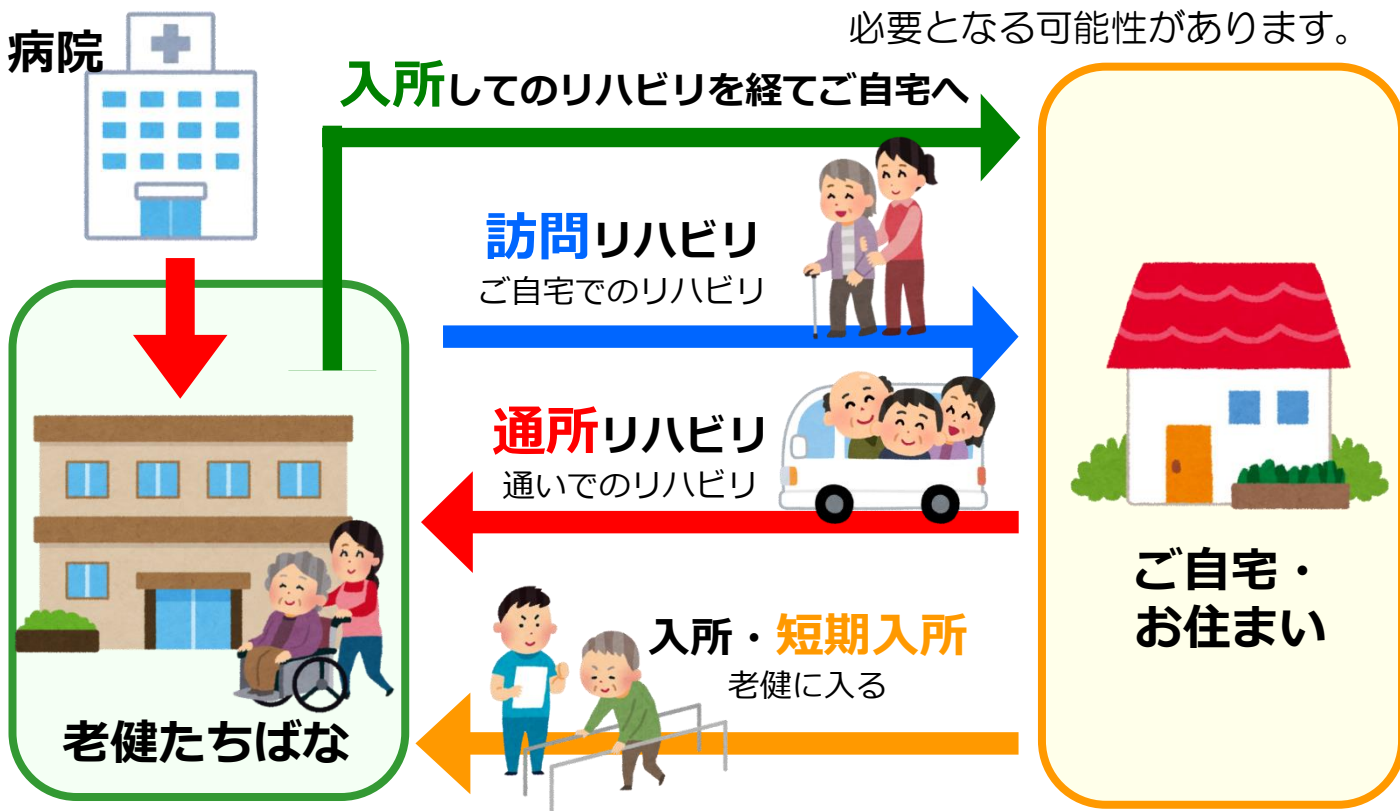 必要となる可能性があります。
病院
入所してのリハビリを経てご自宅へ
訪問リハビリ
ご自宅でのリハビリ
通所リハビリ
通いでのリハビリ
入所・短期入所
老健に入る
老健たちばな
ご自宅・
お住まい